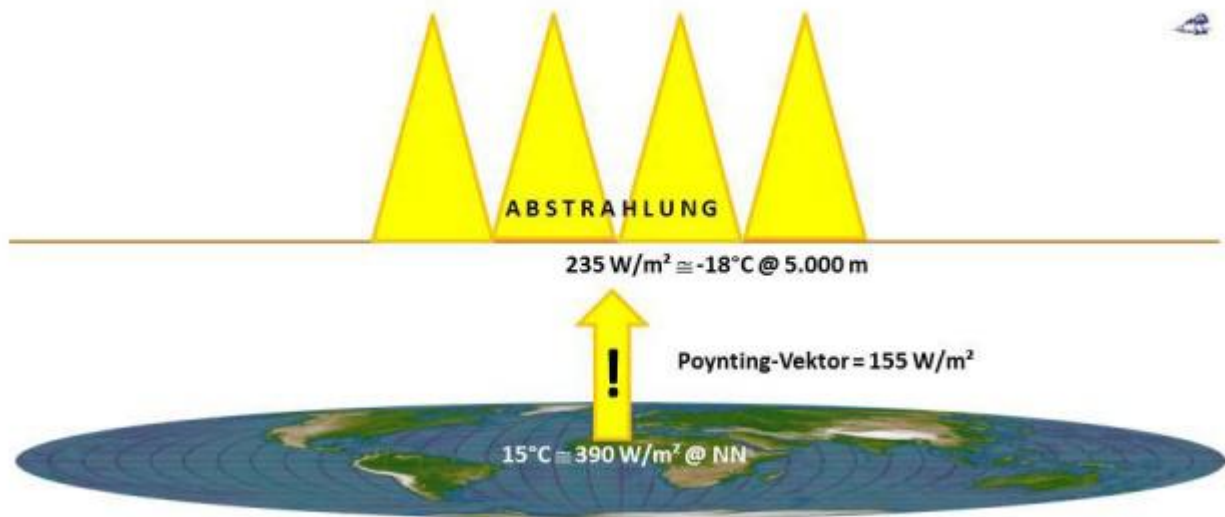 ABSTRAHLUNG
235 W/m² ≅ -18°C @ 5.000 m
!
Poynting-Vektor = 155 W/m²
15°C ≅ 390 W/m² @ NN